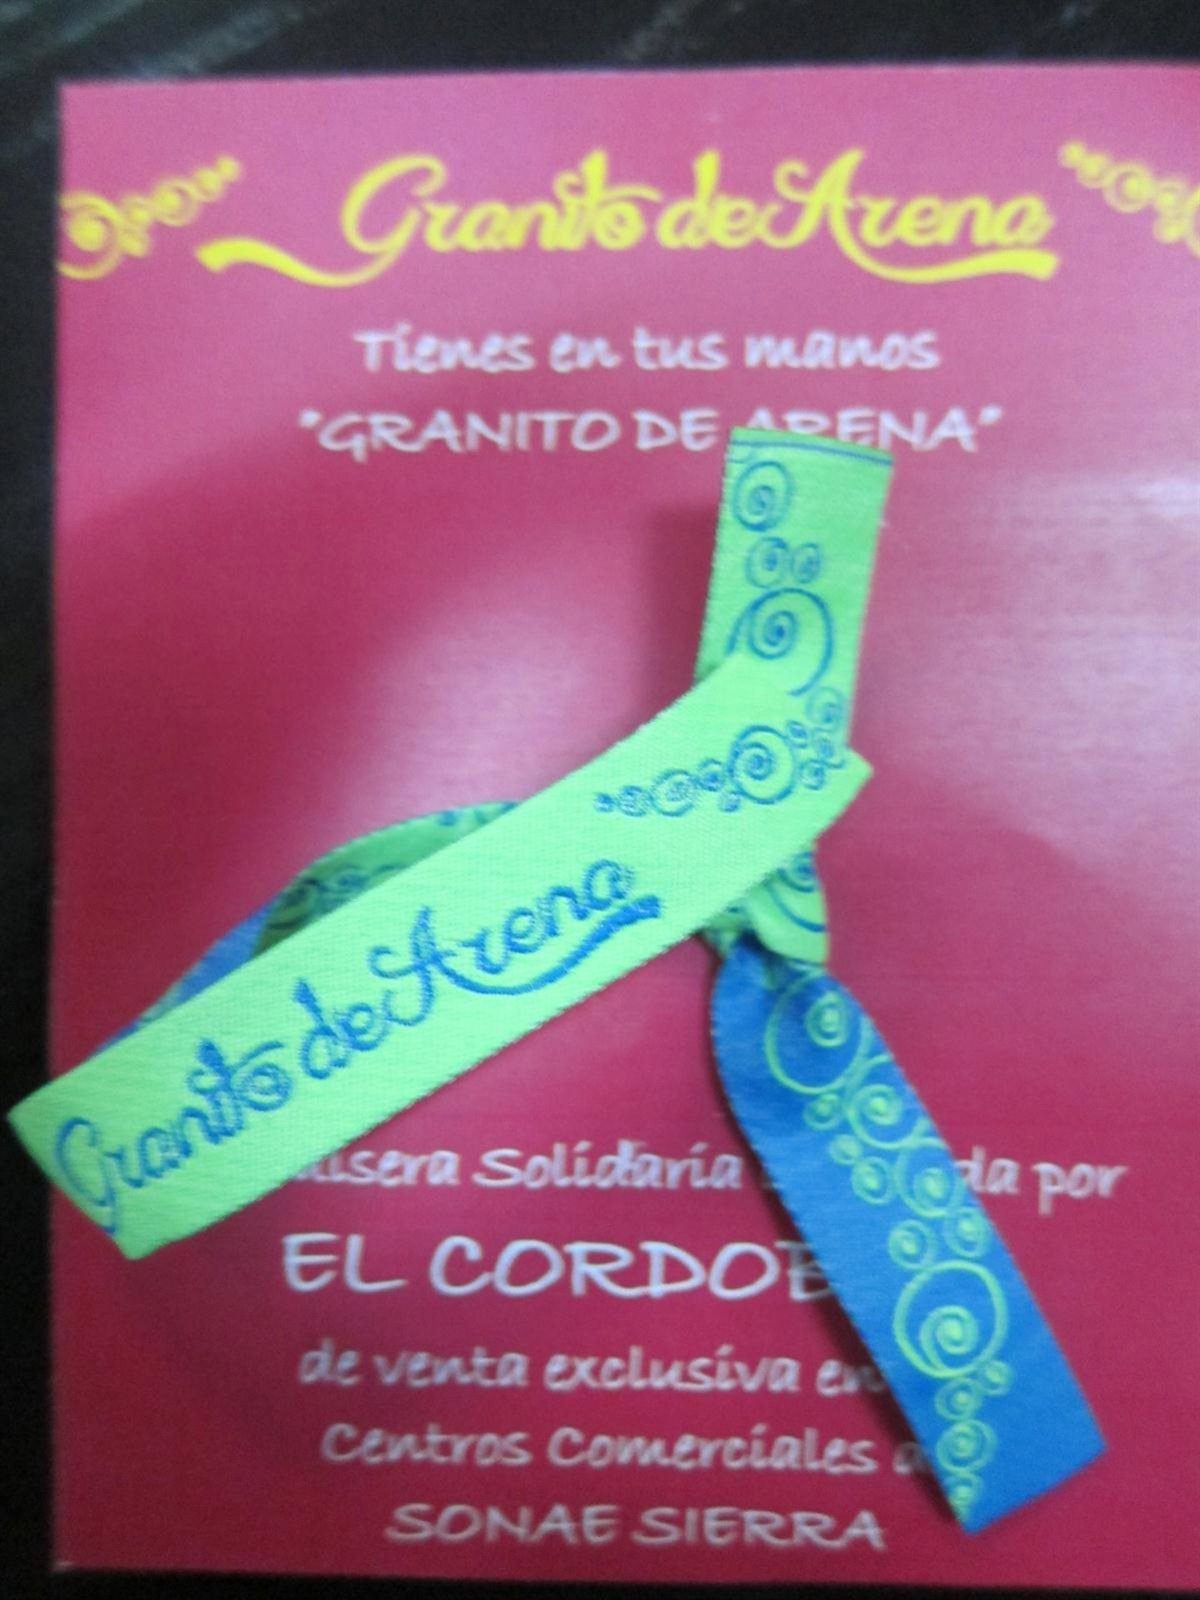 Granito de Arena
Tienes en tus manos
"GRANITO DE ARENA"
Granito de Arena
Solidaria por
EL
de venta exclusiva en
Centros Comerciales
SONAE SIERRA